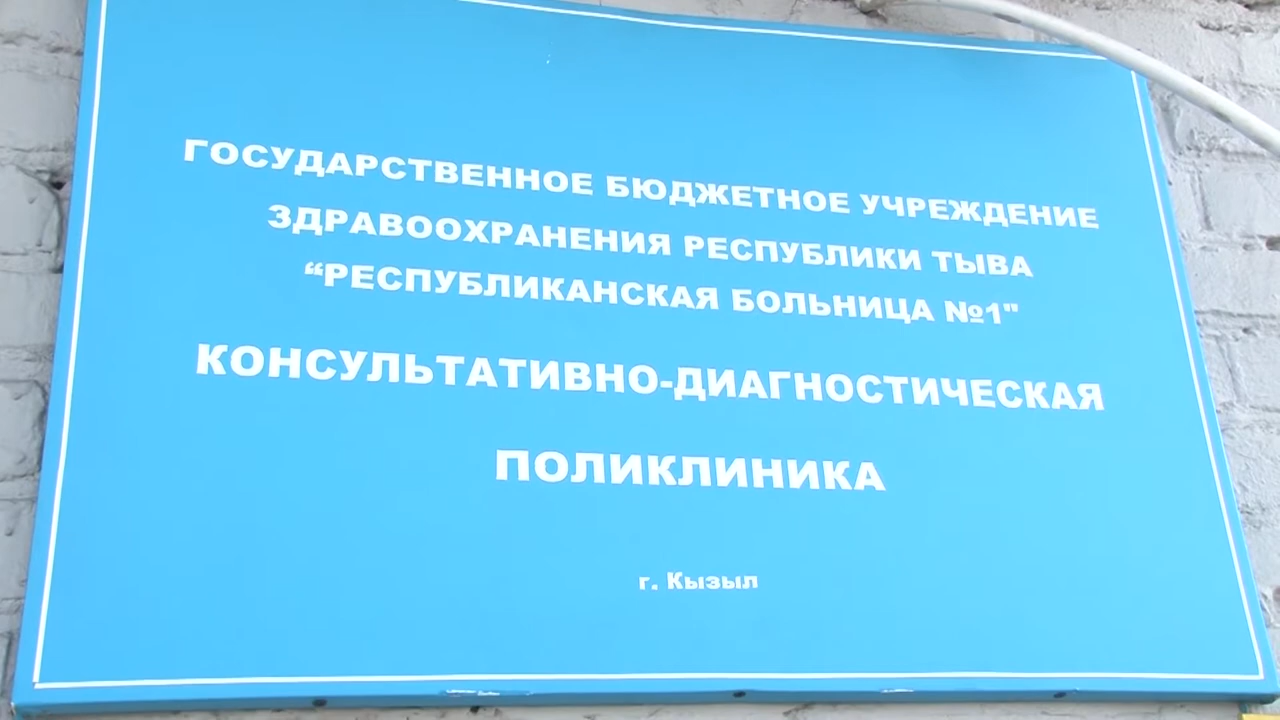 ГОСУДАРСТВЕННОЕ БЮДЖЕТНОЕ УЧРЕЖДЕНИЕ
ЗДРАВООХРАНЕНИЯ РЕСПУБЛИКИ ТЫВА
“РЕСПУБЛИКАНСКАЯ БОЛЬНИЦА №1"
КОНСУЛЬТАТИВНО-ДИАГНОСТИЧЕСКАЯ
ПОЛИКЛИНИКА
г. Кызыл